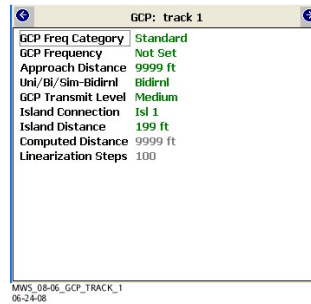 GCP: track 1
GCP Freq Category Standard
GCP Frequency Not Set
Approach Distance 9999 ft
Uni/Bi/Sim-Bidirnl Bidirnl
GCP Transmit Level Medium
Island Connection Isl 1
Island Distance 199 ft
Computed Distance 9999 ft
Linearization Steps 100
MWS_08-06_GCP_TRACK_1
06-24-08